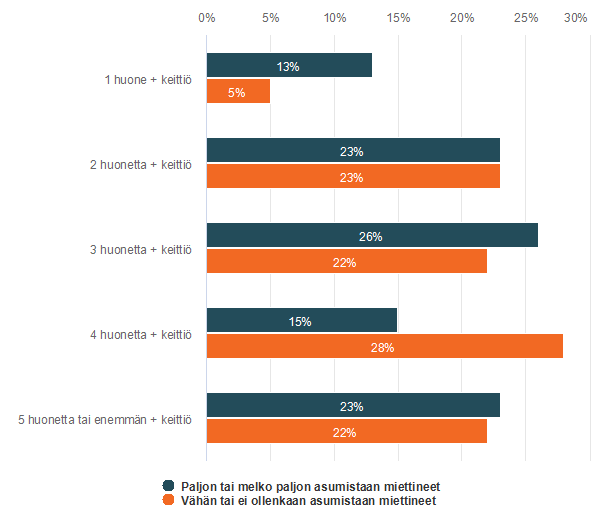 0% 5% 10% 15% 20% 25% 30%
1 huone + keittiö
13%
5%
2 huonetta + keittiö
23%
23%
3 huonetta + keittiö
26%
22%
4 huonetta + keittiö
15%
28%
5 huonetta tai enemmän + keittiö
23%
22%
Paljon tai melko paljon asumistaan miettineet
Vähän tai ei ollenkaan asumistaan miettineet